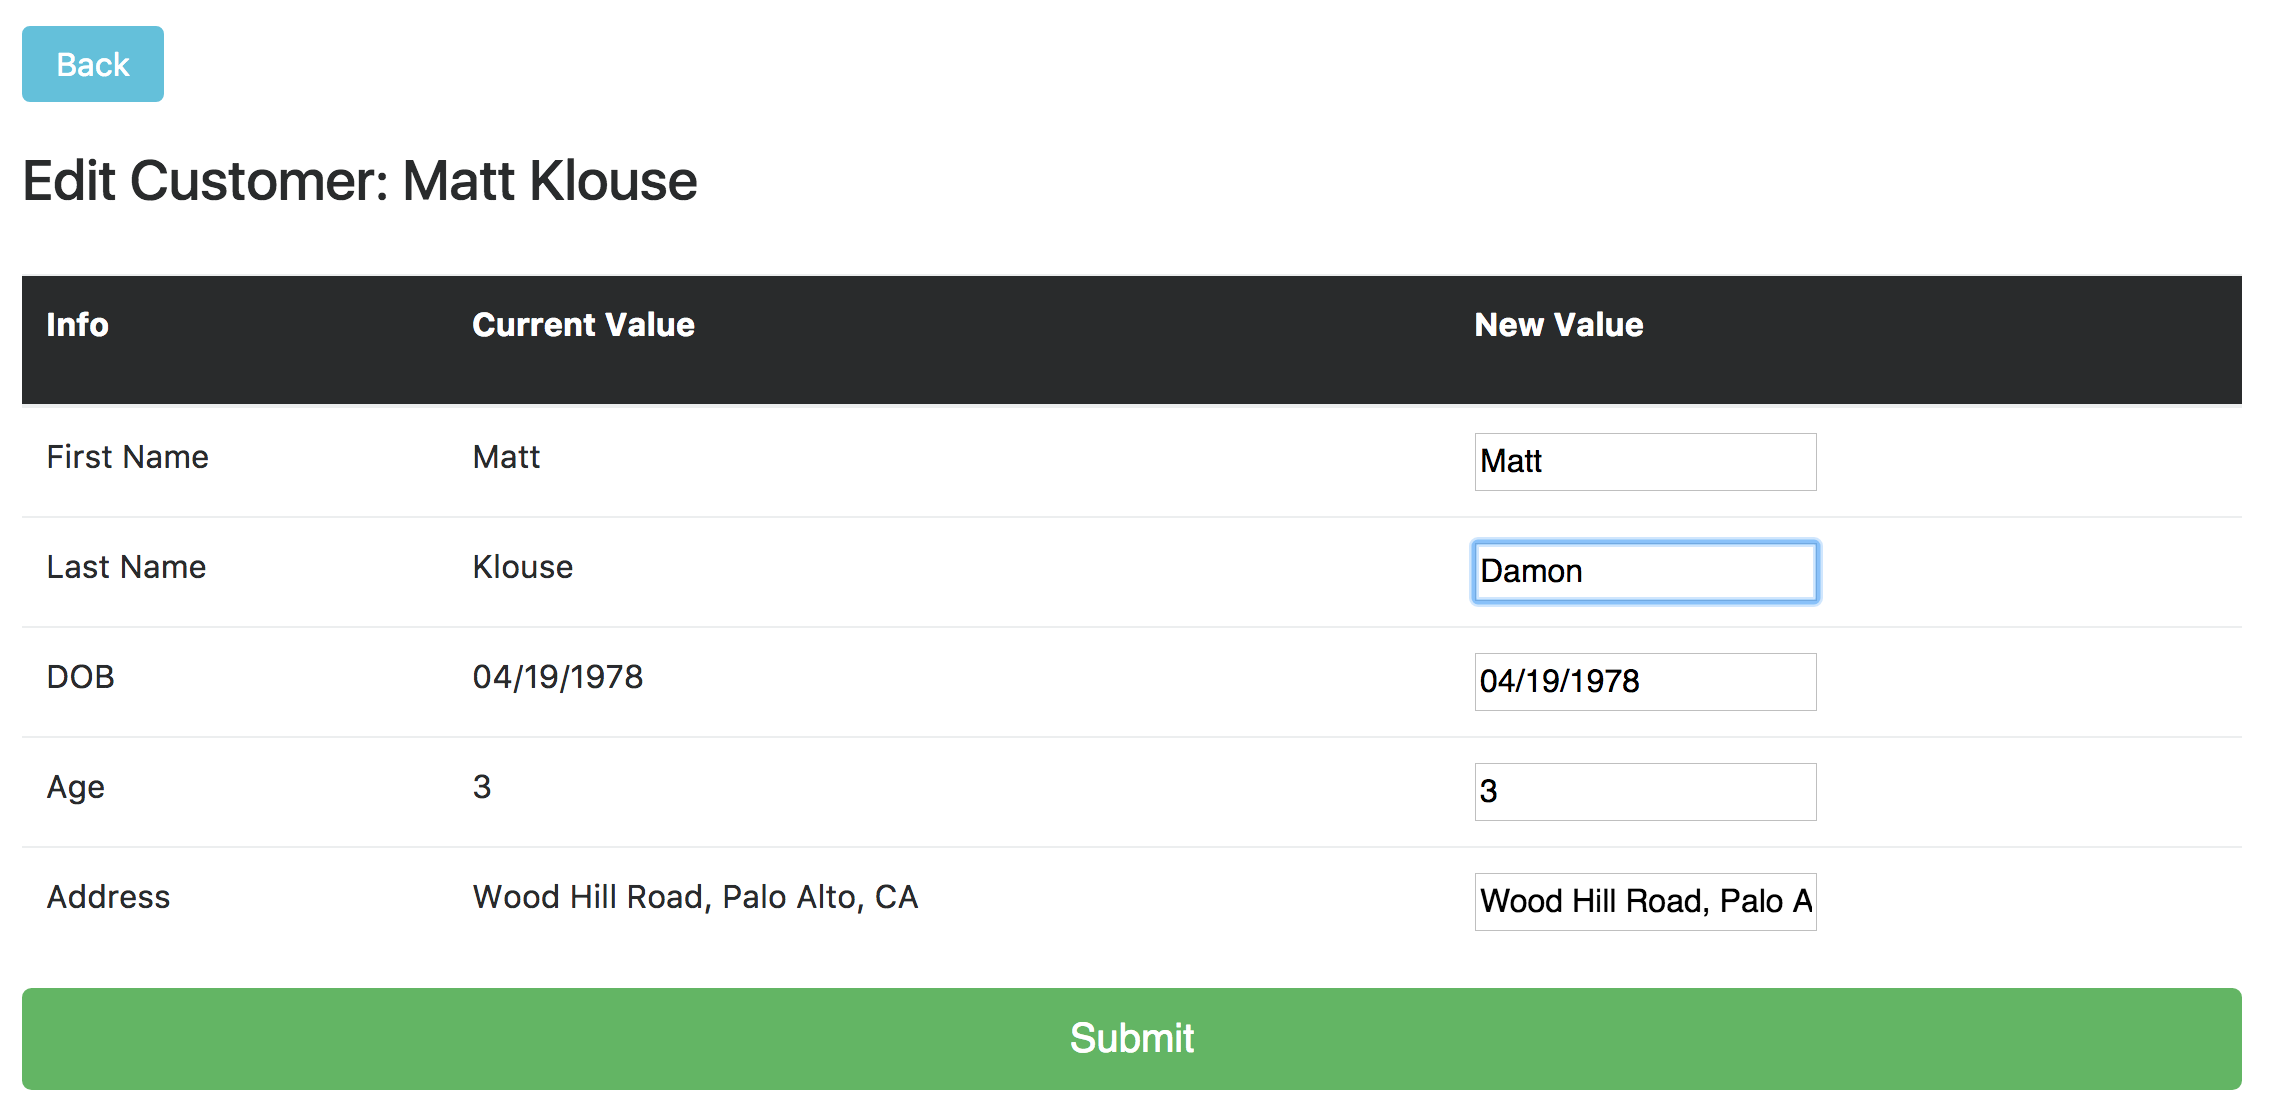 Back
Edit Customer: Matt Klouse
Info Current Value New Value
First Name Matt Matt
Last Name Klouse Damon
DOB 04/19/1978 04/19/1978
Age 3 3
Address Wood Hill Road, Palo Alto, CA Wood Hill Road, Palo A
Submit